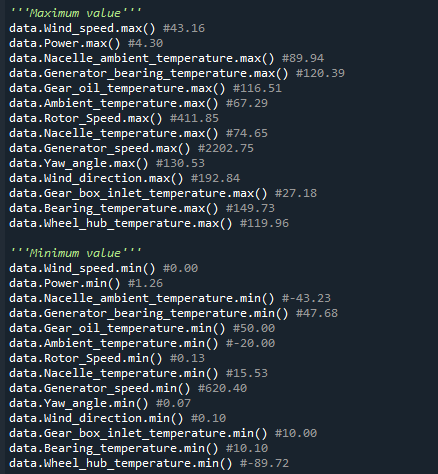 '''Maximum value'''
data.Wind_speed.max() #43.16
data.Power.max() #4.30
data.Nacelle_ambient_temperature.max() #89.94
data.Generator_bearing_temperature.max() #120.39
data.Gear_oil_temperature.max() #116.51
data.Ambient_temperature.max() #67.29
data.Rotor_Speed.max() #411.85
data.Nacelle_temperature.max() #74.65
data.Generator_speed.max() #2202.75
data.Yaw_angle.max() #130.53
data.Wind_direction.max() #192.84
data.Gear_box_inlet_temperature.max() #27.18
data.Bearing_temperature.max() #149.73
data.Wheel_hub_temperature.max() #119.96
'''Minimum value'''
data.Wind_speed.min() #0.00
data.Power.min() #1.26
data.Nacelle_ambient_temperature.min() #-43.23
data.Generator_bearing_temperature.min() #47.68
data.Gear_oil_temperature.min() #50.00
data.Ambient_temperature.min() #-20.00
data.Rotor_Speed.min() #0.13
data.Nacelle_temperature.min() #15.53
data.Generator_speed.min() #620.40
data.Yaw_angle.min() #0.07
data.Wind_direction.min() #0.10
data.Gear_box_inlet_temperature.min() #10.00
data.Bearing_temperature.min() #10.10
data.Wheel_hub_temperature.min() #-89.72